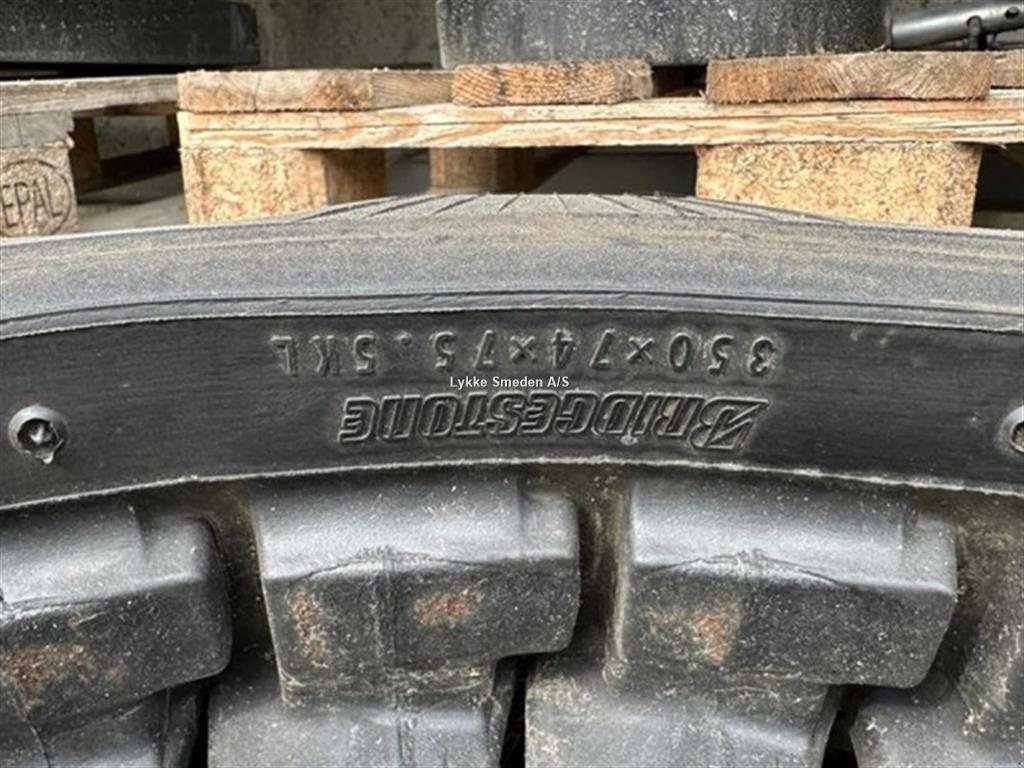 EPAL
350×74×75.5KL
Lykke Smeden A/S
BRIDGESTONE